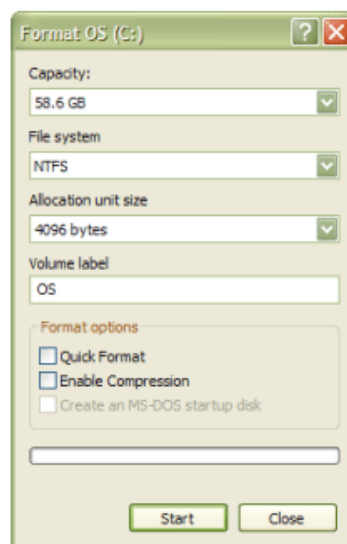 Format OS (C:)
Capacity:
58.6 GB
File system
NTFS
Allocation unit size
4096 bytes
Volume label
OS
Format options
Quick Format
Enable Compression
Create an MS-DOS startup disk
Start
Close